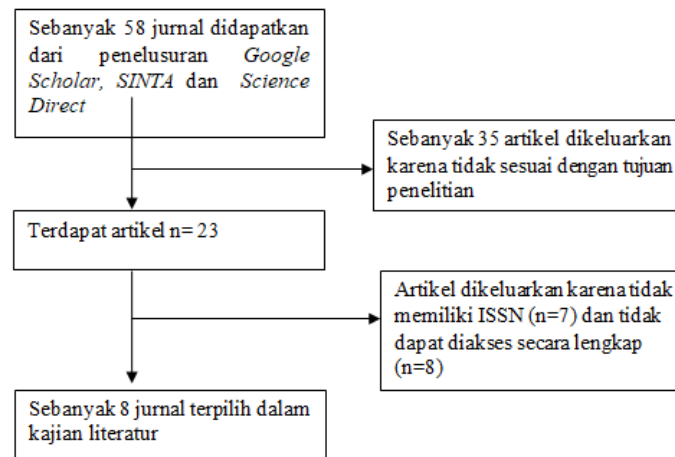 Sebanyak 58 jurnal didapatkan
dari penelusuran Google
Scholar, SINTA dan Science
Direct
Sebanyak 35 artikel dikeluarkan
karena tidak sesuai dengan tujuan
penelitian
Terdapat artikel n= 23
Artikel dikeluarkan karena tidak
memiliki ISSN (n=7) dan tidak
dapat diakses secara lengkap
(n=8)
Sebanyak 8 jurnal terpilih dalam
kajian literatur